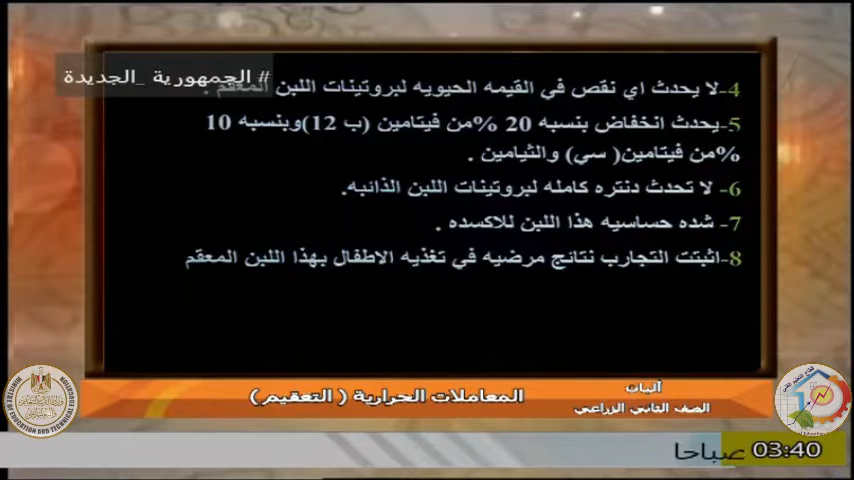 # الجمهورية _الجديدة
4-لا يحدث اي نقص في القيمه الحيويه لبروتينات اللبن المعقم .
5-يحدث انخفاض بنسبه 20 %من فيتامين (ب 12)وبنسبه 10
%من فيتامين( سي) والثيامين .
6- لا تحدث دنتره كامله لبروتينات اللبن الذائبه.
7- شده حساسيه هذا اللبن للاكسده .
8-اثبتت التجارب نتائج مرضيه في تغذيه الاطفال بهذا اللبن المعقم
ألبان
المعاملات الحرارية ( التعقيم )
الصف الثاني الزراعي
03:40 صباحا